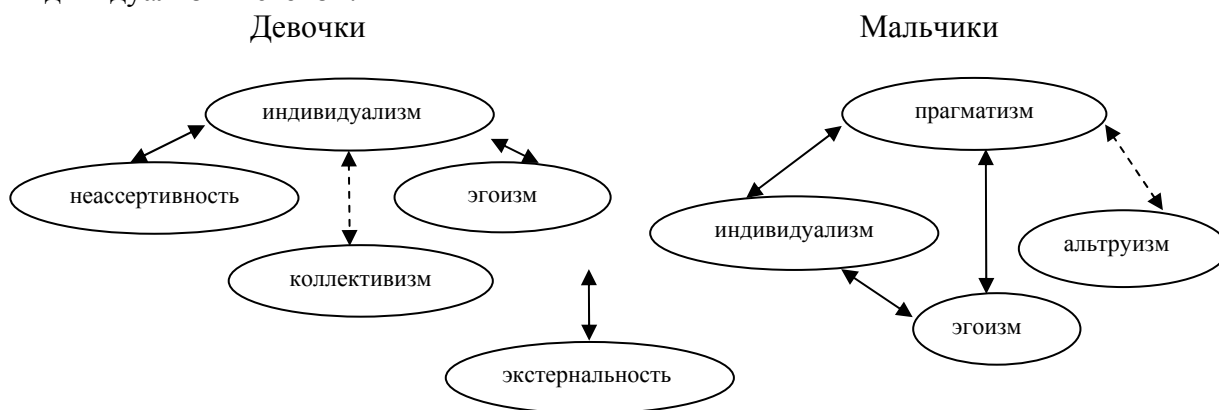 Девочки
Мальчики
индивидуализм
неассертивность
эгоизм
коллективизм
экстернальность
прагматизм
индивидуализм
альтруизм
эгоизм